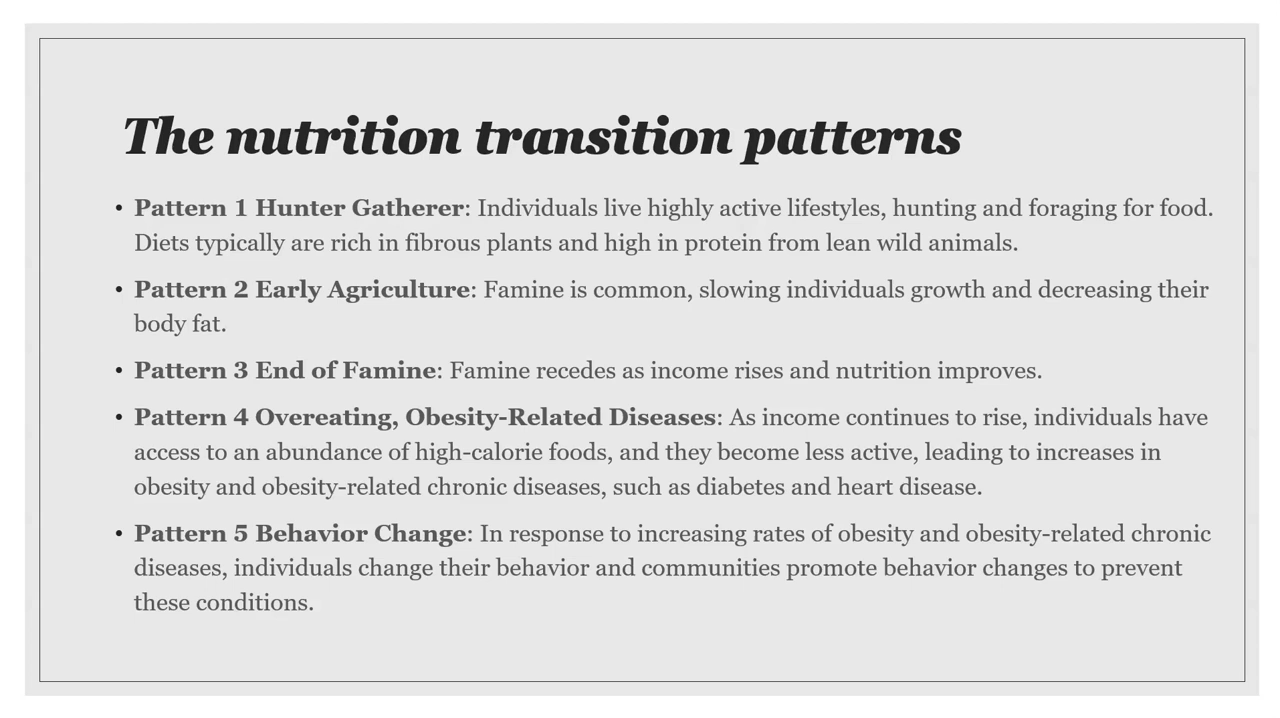 The nutrition transition patterns
• Pattern 1 Hunter Gatherer: Individuals live highly active lifestyles, hunting and foraging for food.
Diets typically are rich in fibrous plants and high in protein from lean wild animals.
• Pattern 2 Early Agriculture: Famine is common, slowing individuals growth and decreasing their
body fat.
• Pattern 3 End of Famine: Famine recedes as income rises and nutrition improves.
• Pattern 4 Overeating, Obesity-Related Diseases: As income continues to rise, individuals have
access to an abundance of high-calorie foods, and they become less active, leading to increases in
obesity and obesity-related chronic diseases, such as diabetes and heart disease.
• Pattern 5 Behavior Change: In response to increasing rates of obesity and obesity-related chronic
diseases, individuals change their behavior and communities promote behavior changes to prevent
these conditions.